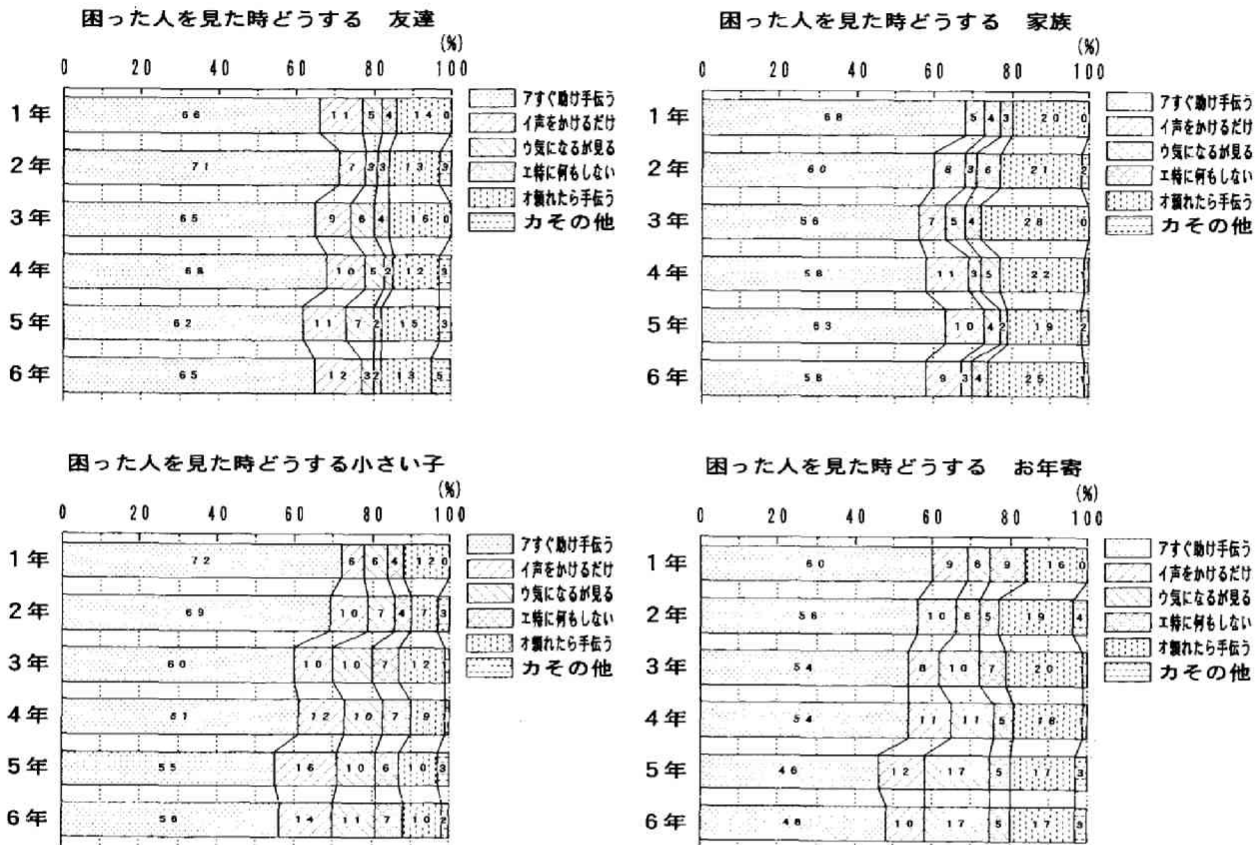 困った人を見た時どうする 友達
(%)
0 20 40 60 80 100
1年 66 11 5 4 14 0
2年 71 7 3 3 13 3
3年 65 9 6 4 16 0
4年 68 10 5 2 12 3
5年 62 11 7 2 15 3
6年 65 12 3 2 13 5
アすぐ助け手伝う
イ声をかけるだけ
ウ気になるが見る
エ特に何もしない
オ頼れたら手伝う
カその他
困った人を見た時どうする 家族
(%)
0 20 40 60 80 100
1年 68 5 4 3 20 0
2年 60 8 3 6 21 2
3年 56 7 5 4 28 0
4年 58 11 3 5 22 1
5年 63 10 4 2 19 2
6年 58 9 3 4 25 1
アすぐ助け手伝う
イ声をかけるだけ
ウ気になるが見る
エ特に何もしない
オ頼れたら手伝う
カその他
困った人を見た時どうする小さい子
(%)
0 20 40 60 80 100
1年 72 6 6 4 12 0
2年 69 10 7 4 7 3
3年 60 10 10 7 12 1
4年 61 12 10 7 9 1
5年 55 16 10 6 10 3
6年 56 14 11 7 10 2
アすぐ助け手伝う
イ声をかけるだけ
ウ気になるが見る
エ特に何もしない
オ頼れたら手伝う
カその他
困った人を見た時どうする お年寄
(%)
0 20 40 60 80 100
1年 60 9 6 9 16 0
2年 56 10 6 5 19 4
3年 54 8 10 7 20 1
4年 54 11 11 5 18 1
5年 46 12 17 5 17 3
6年 48 10 17 5 17 3
アすぐ助け手伝う
イ声をかけるだけ
ウ気になるが見る
エ特に何もしない
オ頼れたら手伝う
カその他